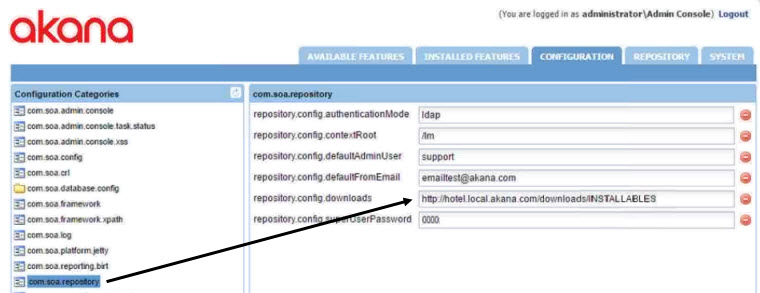 akana
(You are logged in as administrator\Admin Console) Logout
AVAILABLE FEATURES INSTALLED FEATURES CONFIGURATION REPOSITORY SYSTEM
Configuration Categories
com.soa.admin.console
com.soa.admin.console.task.status
com.soa.admin.console.xss
com.soa.config
com.soa.crl
com.soa.database.config
com.soa.framework
com.soa.framework.xpath
com.soa.log
com.soa.platform.jetty
com.soa.reporting.birt
com.soa.repository
com.soa.repository
repository.config.authenticationMode ldap
repository.config.contextRoot /lm
repository.config.defaultAdminUser support
repository.config.defaultFromEmail emailtest@akana.com
repository.config.downloads http://hotel.local.akana.com/downloads/INSTALLABLES
repository.config.superUserPassword 0000